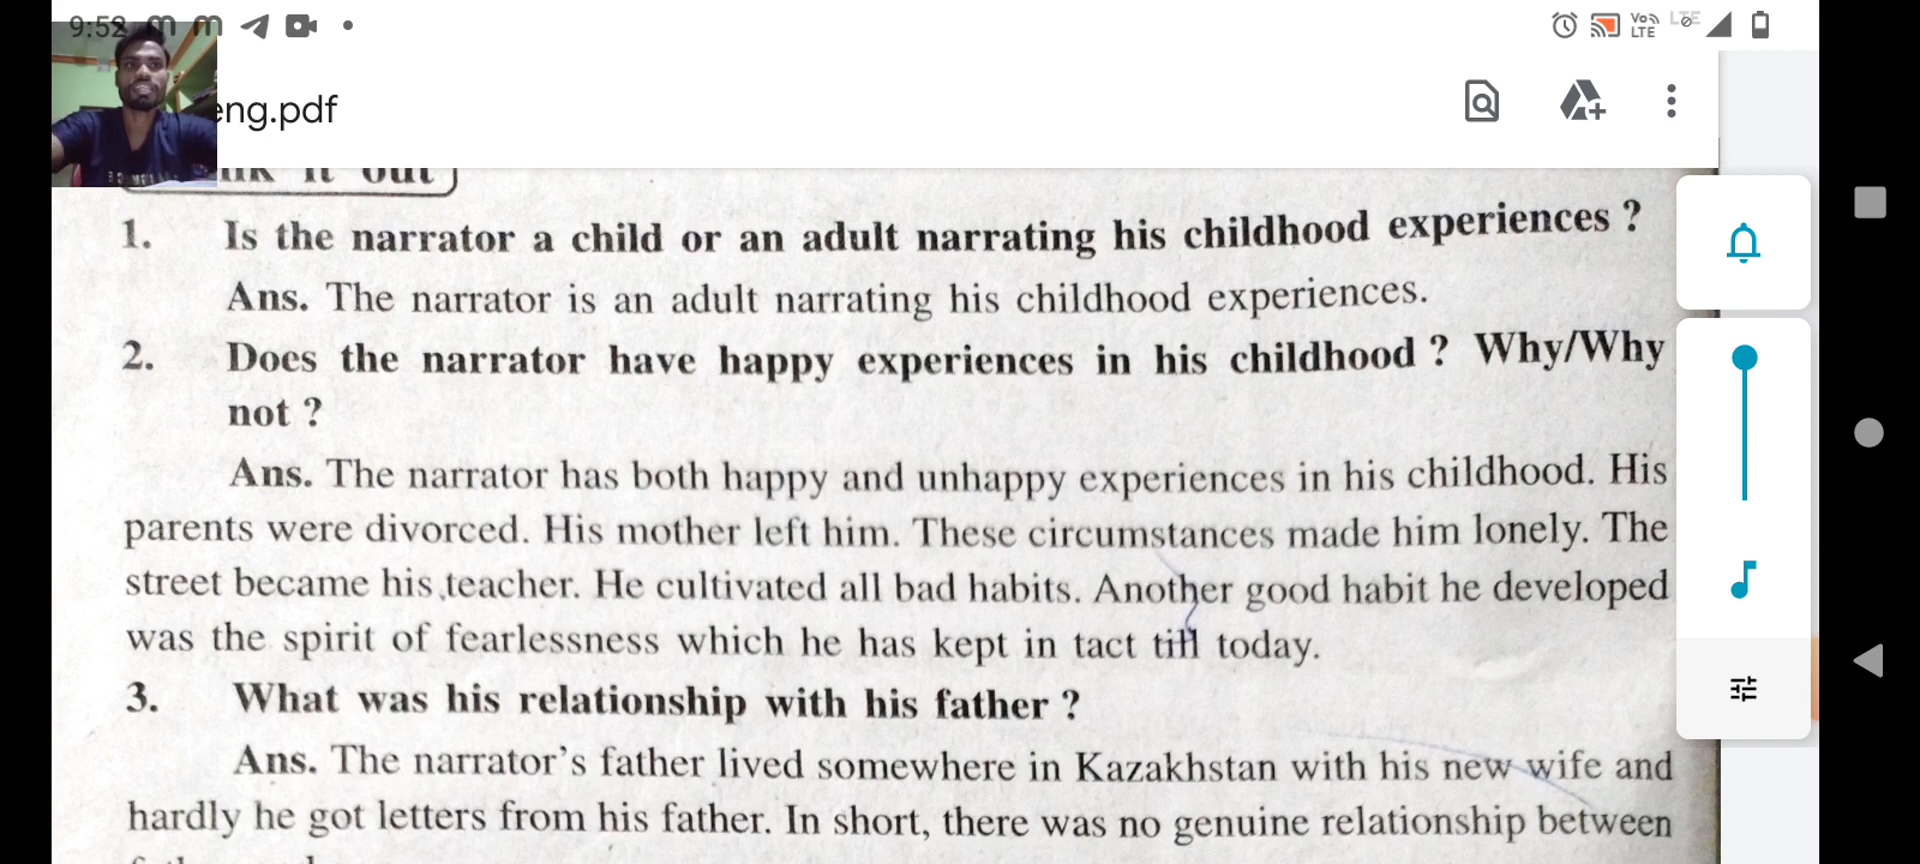 9:52
eng.pdf
Vo LTE
LTE
it out
1. Is the narrator a child or an adult narrating his childhood experiences ?
Ans. The narrator is an adult narrating his childhood experiences.
2. Does the narrator have happy experiences in his childhood ? Why/Why
not ?
Ans. The narrator has both happy and unhappy experiences in his childhood. His
parents were divorced. His mother left him. These circumstances made him lonely. The
street became his teacher. He cultivated all bad habits. Another good habit he developed
was the spirit of fearlessness which he has kept in tact till today.
3. What was his relationship with his father ?
Ans. The narrator's father lived somewhere in Kazakhstan with his new wife and
hardly he got letters from his father. In short, there was no genuine relationship between